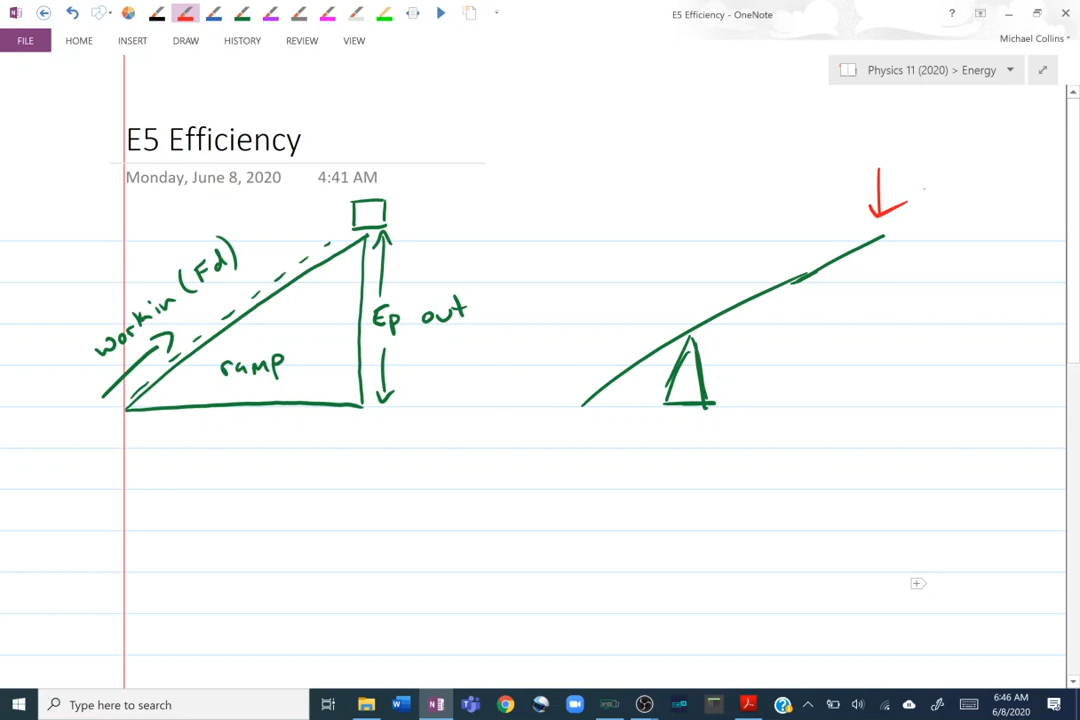 E5 Efficiency - OneNote
?
FILE HOME INSERT DRAW HISTORY REVIEW VIEW
Michael Collins
Physics 11 (2020) > Energy
E5 Efficiency
Monday, June 8, 2020 4:41 AM
work in (Fd)
Ep out
ramp
Type here to search
6:46 AM
6/8/2020